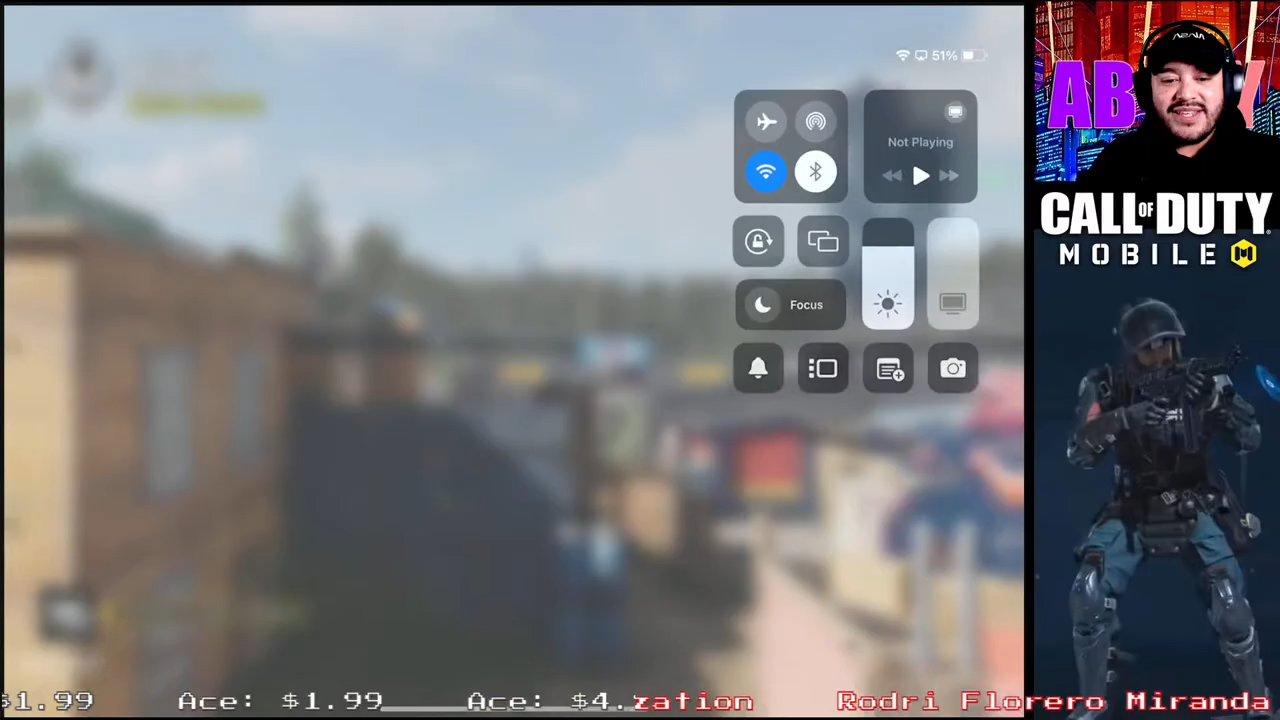 51%
Not Playing
Focus
AB
CALL OF DUTY
MOBILE
$1.99 Ace: $1.99 Ace: $4. zation Rodri Florero Miranda